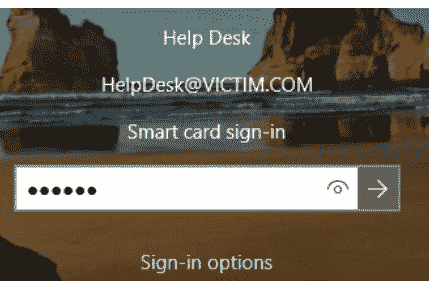 Help Desk
HelpDesk@VICTIM.COM
Smart card sign-in
••••••
Sign-in options